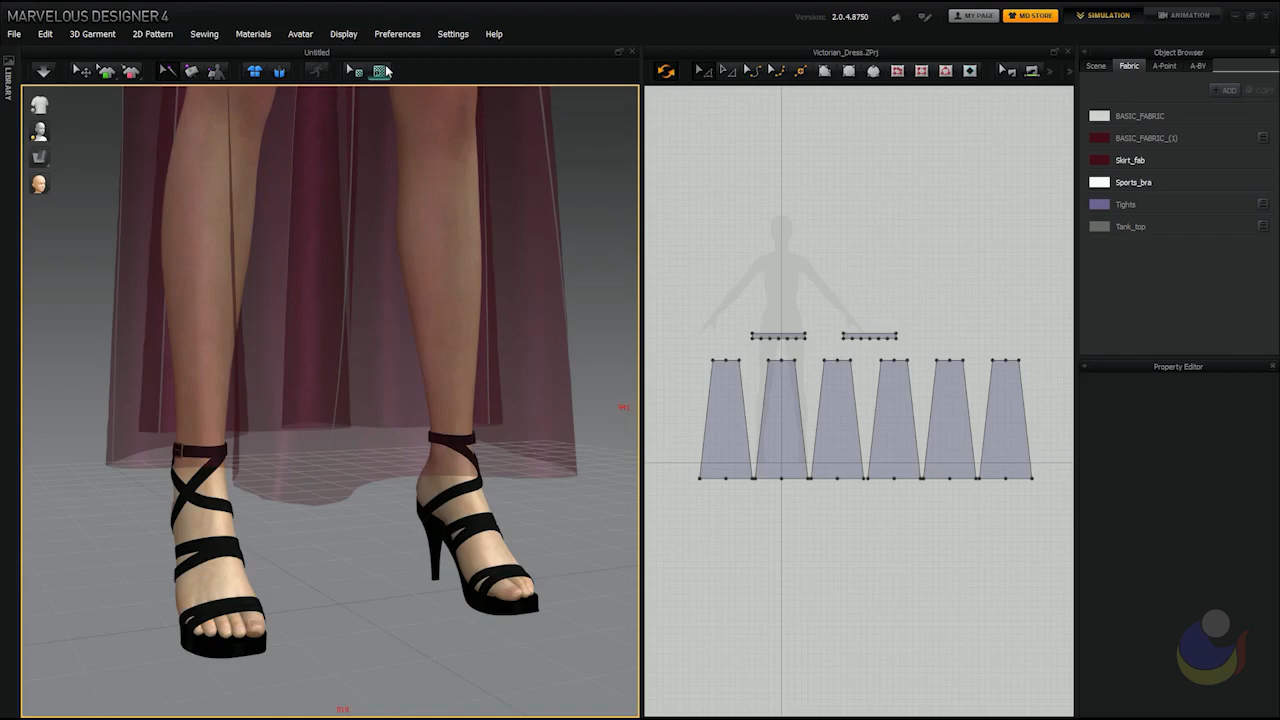 MARVELOUS DESIGNER 4
Version: 2.0.4.8750
MY PAGE
MD STORE
SIMULATION
ANIMATION
File Edit 3D Garment 2D Pattern Sewing Materials Avatar Display Preferences Settings Help
LIBRARY
Untitled
Victorian_Dress.ZPrj
Object Browser
Scene Fabric A-Point A-BV
ADD COPY
BASIC_FABRIC
BASIC_FABRIC_(1)
Skirt_fab
Sports_bra
Tights
Tank_top
Property Editor